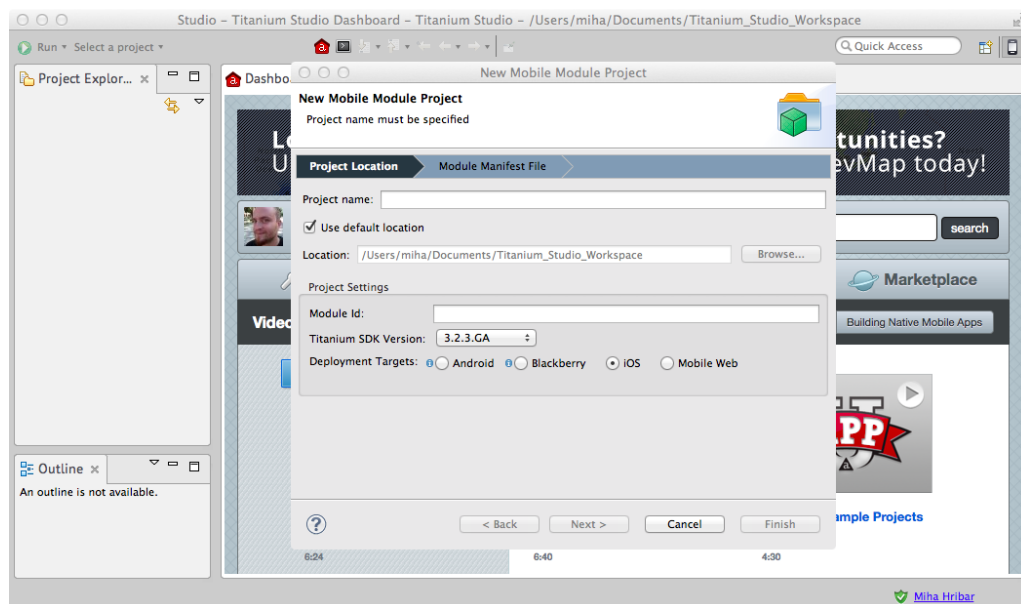 Studio – Titanium Studio Dashboard – Titanium Studio – /Users/miha/Documents/Titanium_Studio_Workspace
Run Select a project
Quick Access
Project Explor...
Dashbo
New Mobile Module Project
New Mobile Module Project
Project name must be specified
Project Location Module Manifest File
Project name:
Use default location
Location: /Users/miha/Documents/Titanium_Studio_Workspace Browse...
Project Settings
Module Id:
Titanium SDK Version: 3.2.3.GA
Deployment Targets: Android Blackberry iOS Mobile Web
? < Back Next > Cancel Finish
Lo
U
tunities?
evMap today!
search
Marketplace
Video
Building Native Mobile Apps
APP
A
ample Projects
6:24 6:40 4:30
Outline
An outline is not available.
Miha Hribar